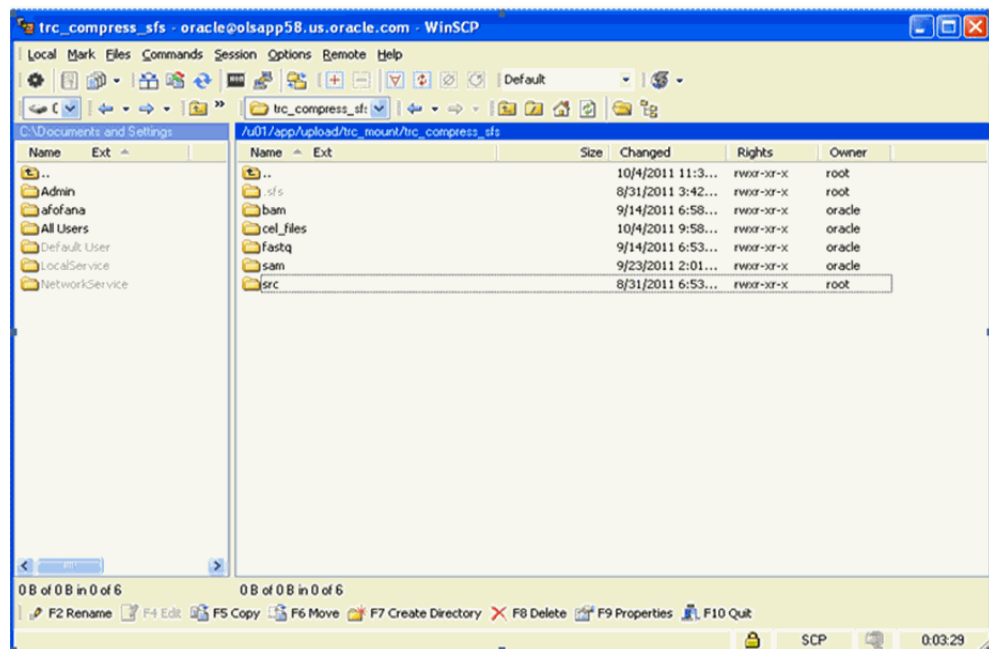 trc_compress_sfs - oracle@olsapp58.us.oracle.com - WinSCP
Local Mark Files Commands Session Options Remote Help
Default
C trc_compress_sf:
C:\Documents and Settings /u01/app/upload/trc_mount/trc_compress_sfs
Name Ext Name Ext Size Changed Rights Owner
.. .. 10/4/2011 11:3... rwxr-xr-x root
Admin .sfs 8/31/2011 3:42... rwxr-xr-x root
afofana bam 9/14/2011 6:58... rwxr-xr-x oracle
All Users cel_files 10/4/2011 9:58... rwxr-xr-x oracle
Default User fastq 9/14/2011 6:53... rwxr-xr-x oracle
LocalService sam 9/23/2011 2:01... rwxr-xr-x oracle
NetworkService src 8/31/2011 6:53... rwxr-xr-x root
0 B of 0 B in 0 of 6 0 B of 0 B in 0 of 6
F2 Rename F4 Edit F5 Copy F6 Move F7 Create Directory F8 Delete F9 Properties F10 Quit
SCP 0:03:29